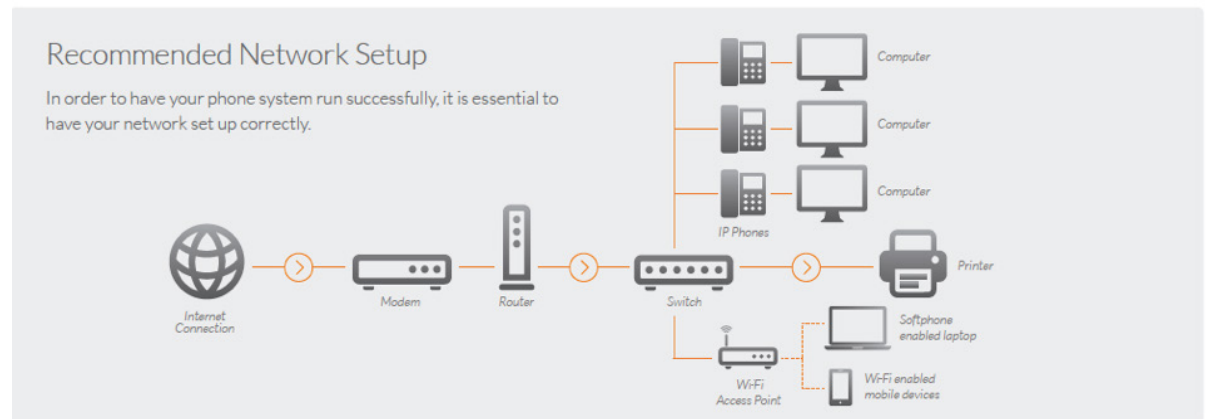 Recommended Network Setup
In order to have your phone system run successfully, it is essential to
have your network set up correctly.
Computer
Computer
Computer
IP Phones
Internet
Connection
Modem
Router
Switch
Printer
Wi-Fi
Access Point
Softphone
enabled laptop
Wi-Fi enabled
mobile devices